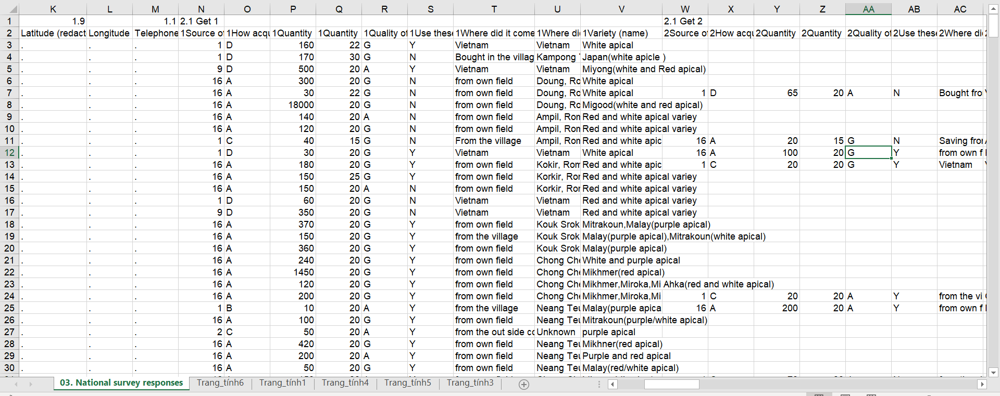 K L M N O P Q R S T U V W X Y Z AA AB AC
1 1.9 1.1 2.1 Get 1 2.1 Get 2
2 Latitude (redact Longitude Telephone 1Source of 1How acqu 1Quantity 1Quantity 1Quality of 1Use these 1Where did it come 1Where di 1Variety (name) 2Source of 2How acqu 2Quantity 2Quantity 2Quality of 2Use these 2Where di
3 . . . 1 D 160 22 G Y Vietnam Vietnam White apical
4 . . . 1 D 170 30 G N Bought in the villag Kampong Japan(white apicle )
5 . . . 9 D 500 20 A Y Vietnam Vietnam Miyong(white and Red apical)
6 . . . 16 A 300 20 G N from own field Doung, Ro White apical
7 . . . 16 A 30 22 G N from own field Doung, Ro White apical 1 D 65 20 A N Bought fro
8 . . . 16 A 18000 20 G N from own field Doung, Ro Migood(white and red apical)
9 . . . 16 A 140 20 A N from own field Ampil, Rom Red and white apical variey
10 . . . 16 A 120 20 G N from own field Ampil, Rom Red and white apical variey
11 . . . 1 C 40 15 G N From the village Ampil, Rom Red and white apic 16 A 20 15 G N Saving from
12 . . . 1 D 30 20 G Y Vietnam Vietnam White apical 16 A 100 20 G Y from own f
13 . . . 16 A 180 20 G Y from own field Kokir, Rom Red and white apic 1 C 20 20 G Y Vietnam
14 . . . 16 A 150 25 G Y from own field Korkir, Ror Red and white apical variey
15 . . . 16 A 150 20 A N from own field Korkir, Ror Red and white apical variey
16 . . . 1 D 60 20 G N Vietnam Vietnam Red and white apical variey
17 . . . 9 D 350 20 G N Vietnam Vietnam Red and white apical variey
18 . . . 16 A 370 20 G Y from own field Kouk Srok Mitrakoun,Malay(purple apical)
19 . . . 16 A 150 20 G Y from the village Kouk Srok Malay(purple apical),Mitrakoun(white apical)
20 . . . 16 A 360 20 G Y from own field Kouk Srok Malay(purple apical)
21 . . . 16 A 240 20 G Y from own field Chong Che White and purple apical
22 . . . 16 A 1450 20 G Y from own field Chong Che Mikhmer(red apical)
23 . . . 16 A 120 20 G Y from own field Chong Che Mikhmer,Miroka,Mi Ahka(red and white apical)
24 . . . 16 A 200 20 G Y from own field Chong Che Mikhmer,Miroka,Mi 1 C 20 20 A Y from the vi
25 . . . 1 B 10 20 A Y from the village Neang Teu Malay(purple apica 16 A 200 20 A Y from own f
26 . . . 16 A 100 20 G Y from own field Neang Teu Mitrakoun(purple/white apical)
27 . . . 2 C 50 20 A Y from the out side co Unknown purple apical
28 . . . 16 A 420 20 G Y from own field Neang Teu Mikhner(red apical)
29 . . . 16 A 200 20 A Y from own field Neang Teu Purple and red apical
30 . . . 16 A 50 20 G Y from own field Neang Teu Malay(red/white apical)
03. National survey responses Trang_tính6 Trang_tính1 Trang_tính4 Trang_tính5 Trang_tính3